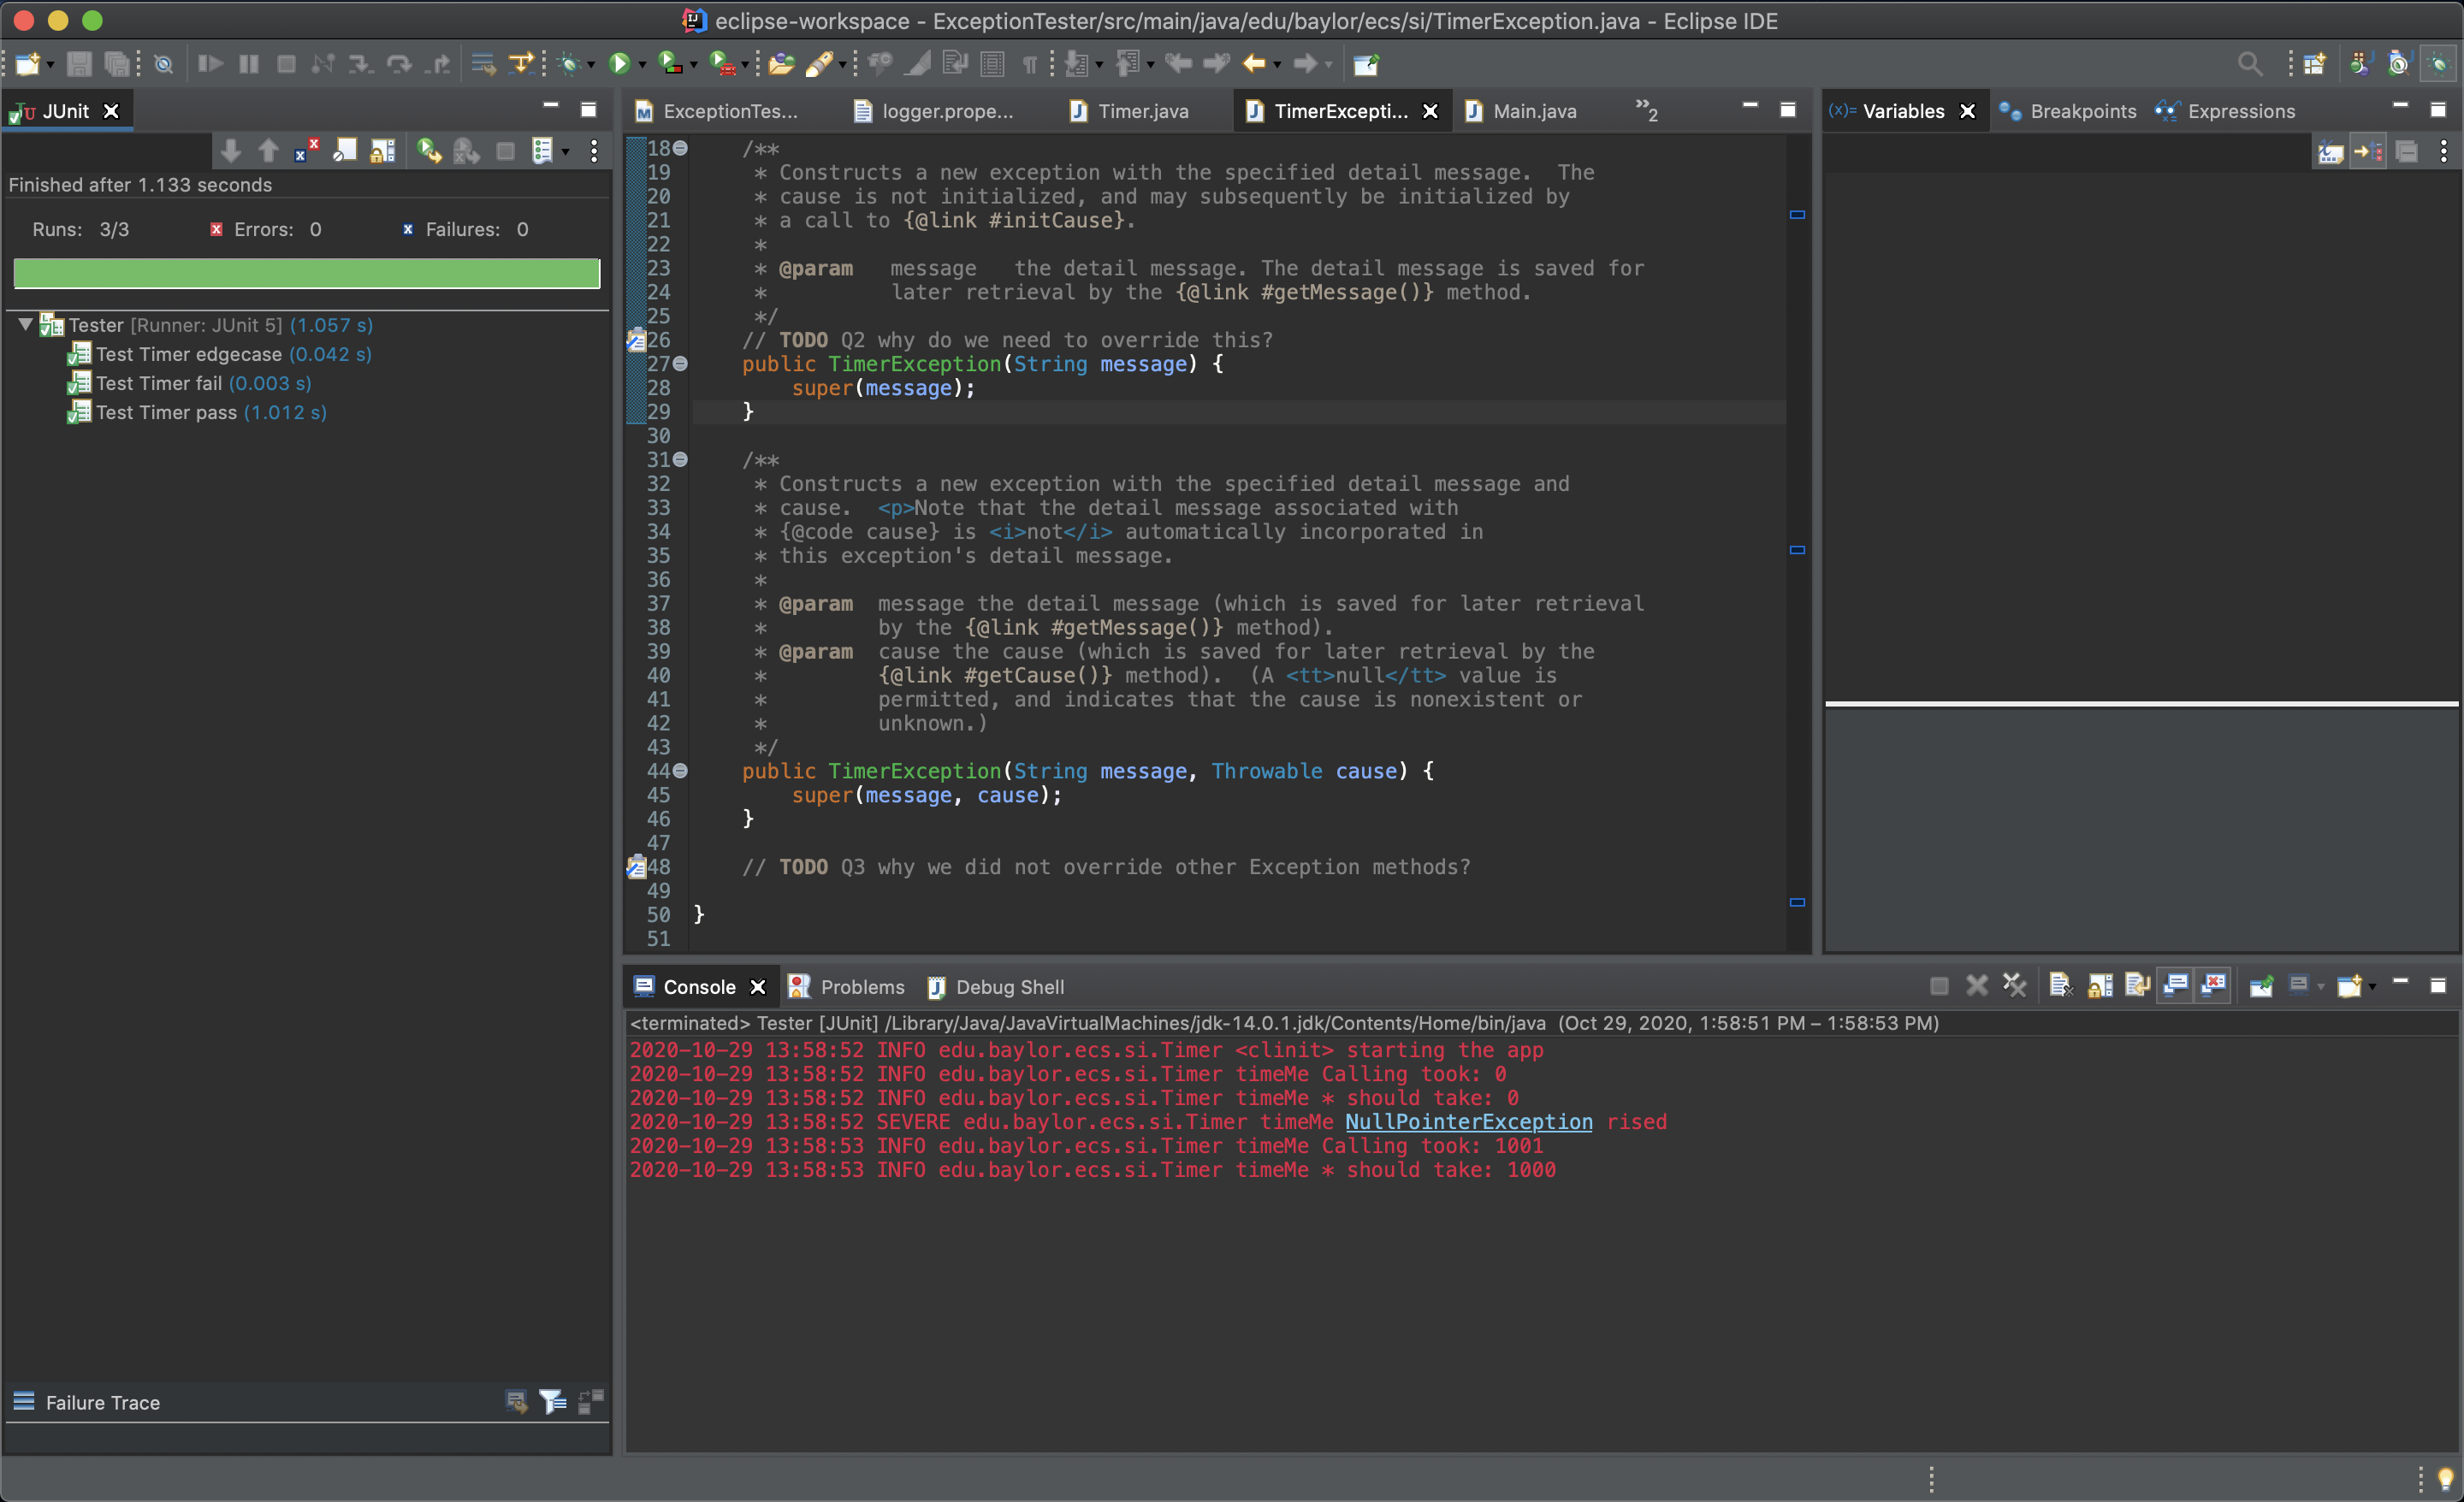 eclipse-workspace - ExceptionTester/src/main/java/edu/baylor/ecs/si/TimerException.java - Eclipse IDE
JUnit
Finished after 1.133 seconds
Runs: 3/3 Errors: 0 Failures: 0
Tester [Runner: JUnit 5] (1.057 s)
Test Timer edgecase (0.042 s)
Test Timer fail (0.003 s)
Test Timer pass (1.012 s)
Failure Trace
ExceptionTes... logger.prope... Timer.java TimerExcepti... Main.java »2
18 /**
19 * Constructs a new exception with the specified detail message.  The
20 * cause is not initialized, and may subsequently be initialized by
21 * a call to {@link #initCause}.
22 *
23 * @param   message   the detail message. The detail message is saved for
24 *          later retrieval by the {@link #getMessage()} method.
25 */
26 // TODO Q2 why do we need to override this?
27 public TimerException(String message) {
28 super(message);
29 }
30
31 /**
32 * Constructs a new exception with the specified detail message and
33 * cause.  <p>Note that the detail message associated with
34 * {@code cause} is <i>not</i> automatically incorporated in
35 * this exception's detail message.
36 *
37 * @param  message the detail message (which is saved for later retrieval
38 *         by the {@link #getMessage()} method).
39 * @param  cause the cause (which is saved for later retrieval by the
40 *         {@link #getCause()} method).  (A <tt>null</tt> value is
41 *         permitted, and indicates that the cause is nonexistent or
42 *         unknown.)
43 */
44 public TimerException(String message, Throwable cause) {
45 super(message, cause);
46 }
47
48 // TODO Q3 why we did not override other Exception methods?
49
50 }
51
(x)= Variables Breakpoints Expressions
Console Problems Debug Shell
<terminated> Tester [JUnit] /Library/Java/JavaVirtualMachines/jdk-14.0.1.jdk/Contents/Home/bin/java  (Oct 29, 2020, 1:58:51 PM – 1:58:53 PM)
2020-10-29 13:58:52 INFO edu.baylor.ecs.si.Timer <clinit> starting the app
2020-10-29 13:58:52 INFO edu.baylor.ecs.si.Timer timeMe Calling took: 0
2020-10-29 13:58:52 INFO edu.baylor.ecs.si.Timer timeMe * should take: 0
2020-10-29 13:58:52 SEVERE edu.baylor.ecs.si.Timer timeMe NullPointerException rised
2020-10-29 13:58:53 INFO edu.baylor.ecs.si.Timer timeMe Calling took: 1001
2020-10-29 13:58:53 INFO edu.baylor.ecs.si.Timer timeMe * should take: 1000